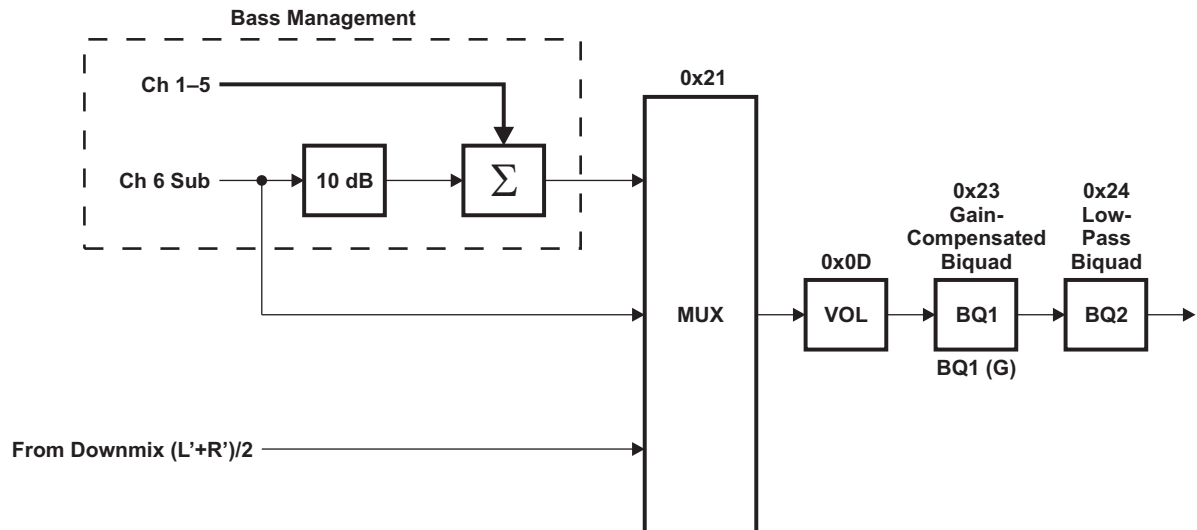 Bass Management
Ch 1–5
0x21
Ch 6 Sub
10 dB
Σ
0x23
Gain-
Compensated
Biquad
0x24
Low-
Pass
Biquad
0x0D
MUX
VOL
BQ1
BQ2
BQ1 (G)
From Downmix (L’+R’)/2